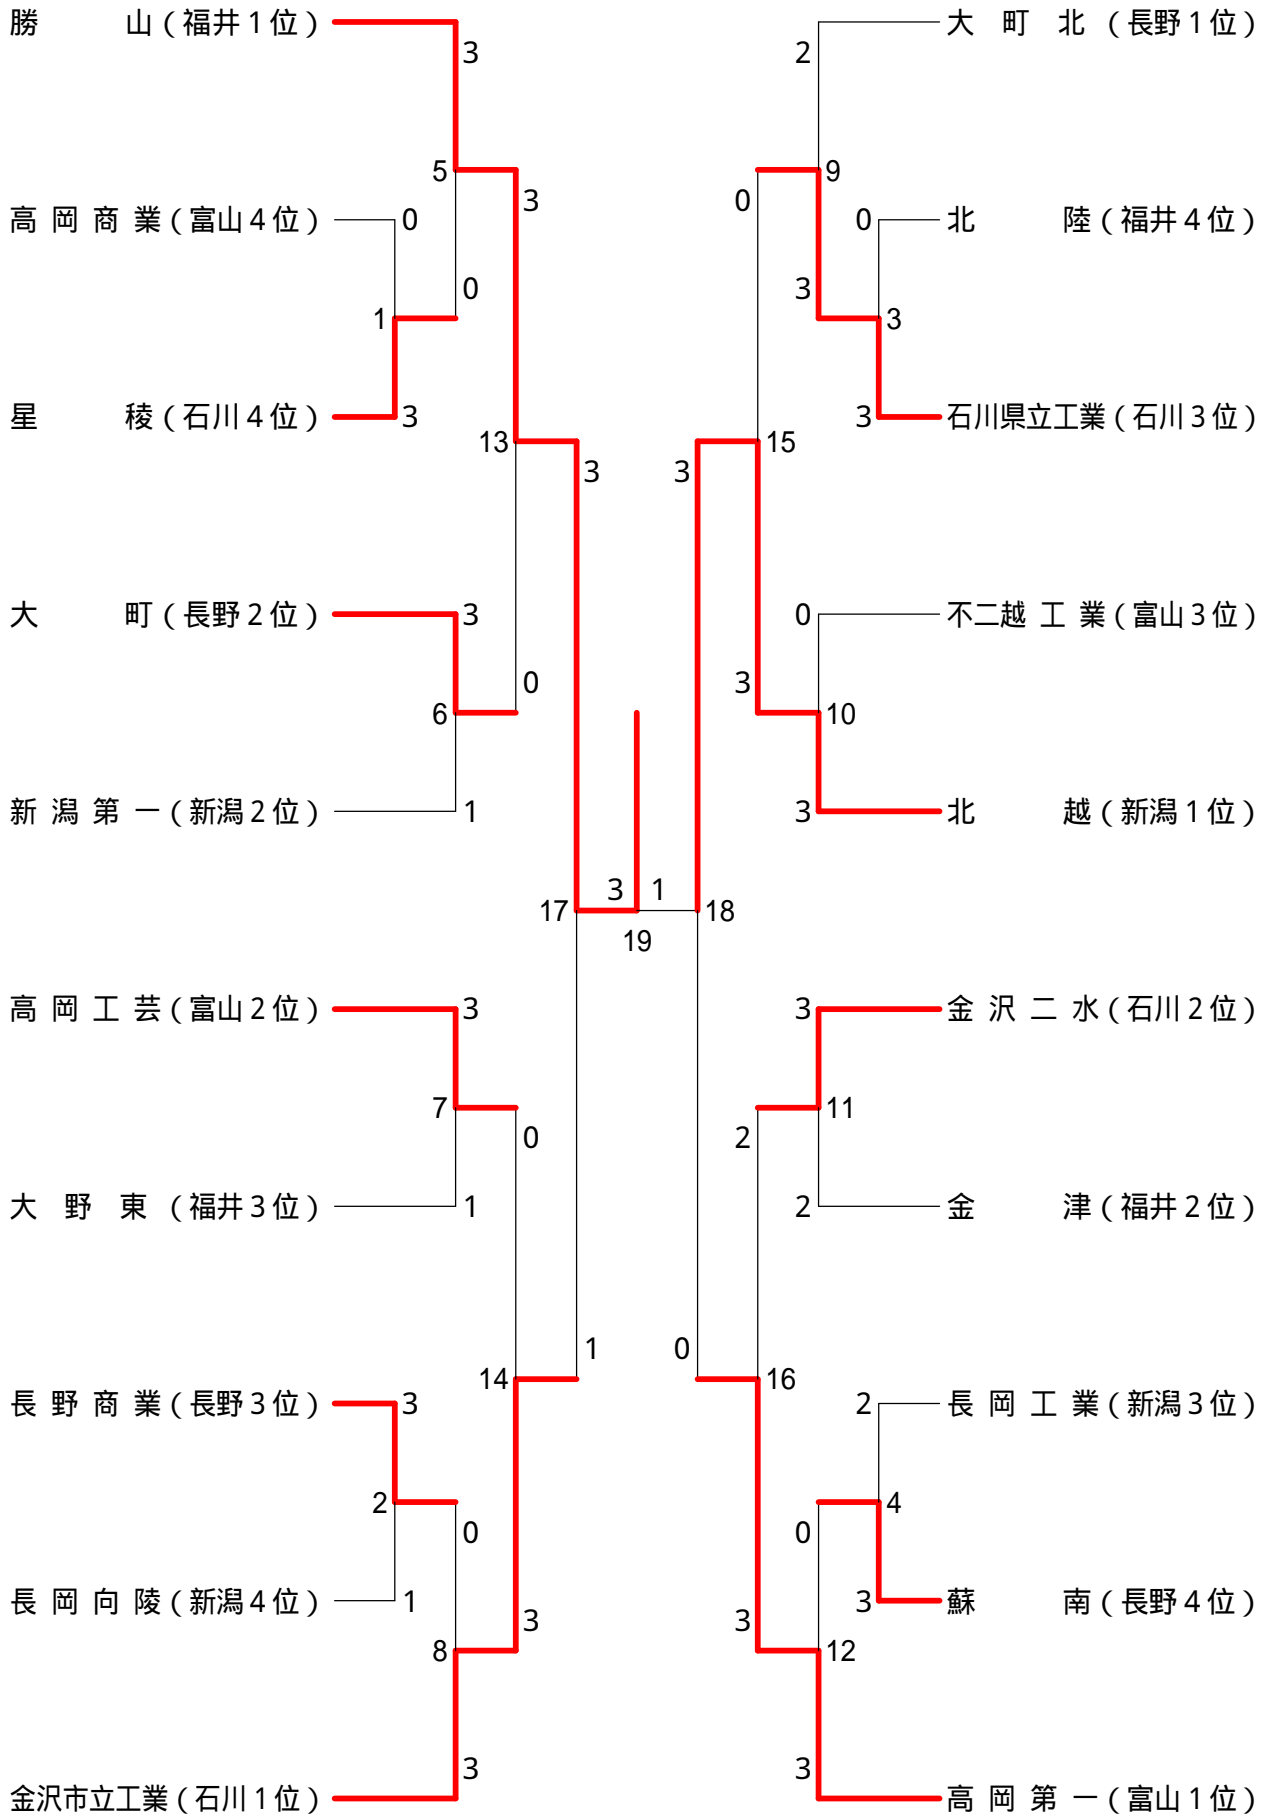 勝山（福井１位）
3
5
高岡商業（富山４位）
0
3
0
1
星稜（石川４位）
3
13
3
大町（長野２位）
3
0
6
新潟第一（新潟２位）
1
17
3
1
18
19
高岡工芸（富山２位）
3
7
0
大野東（福井３位）
1
1
14
長野商業（長野３位）
3
2
0
長岡向陵（新潟４位）
1
3
8
3
金沢市立工業（石川１位）
大町北（長野１位）
2
9
0
0
北陸（福井４位）
3
3
3
石川県立工業（石川３位）
15
3
0
不二越工業（富山３位）
3
10
3
北越（新潟１位）
3
金沢二水（石川２位）
11
2
2
金津（福井２位）
0
16
2
長岡工業（新潟３位）
4
0
3
蘇南（長野４位）
3
12
3
高岡第一（富山１位）